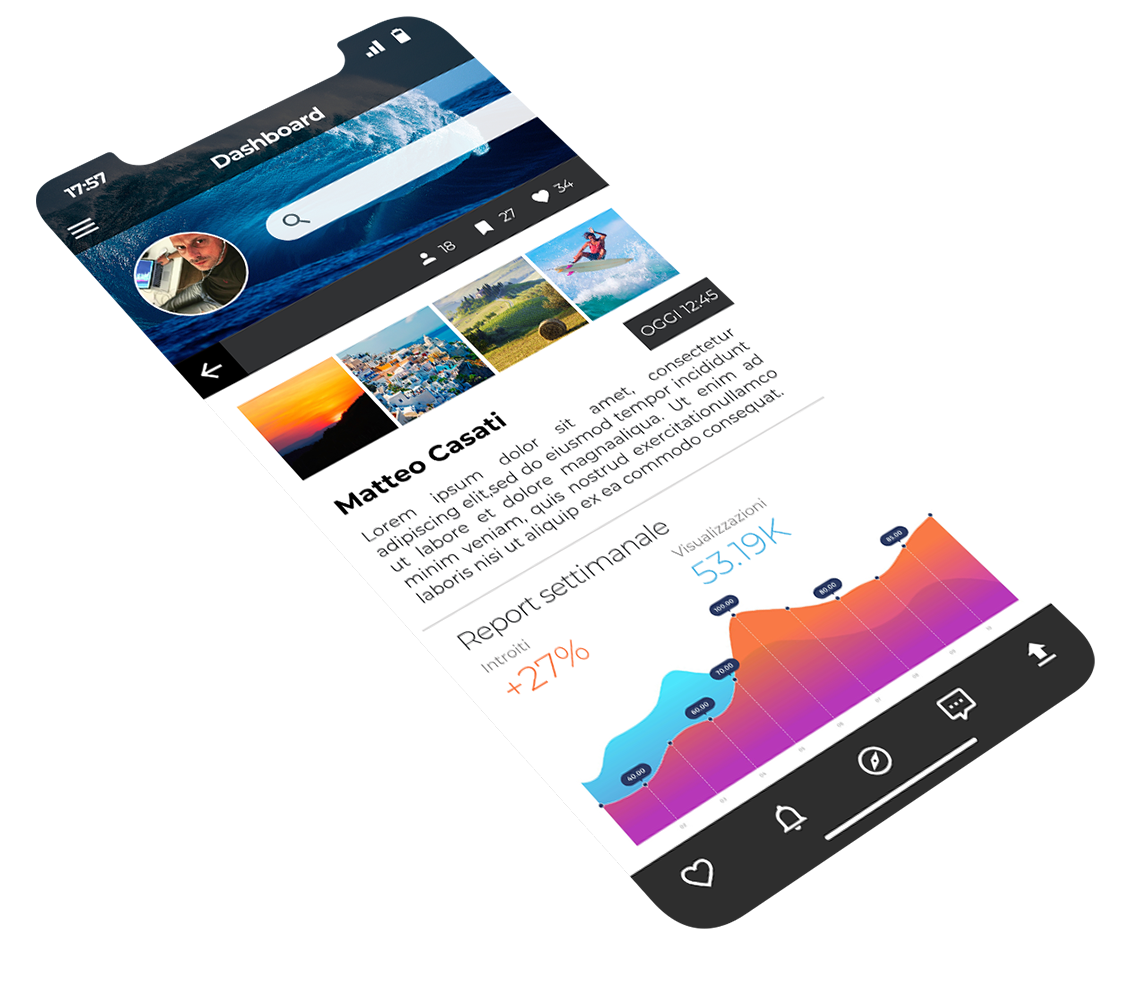 17:57
Dashboard
18
27
34
OGGI 12:45
Matteo Casati
Lorem ipsum dolor sit amet, consectetur
adipiscing elit,sed do eiusmod tempor incididunt
ut labore et dolore magnaaliqua. Ut enim ad
minim veniam, quis nostrud exercitationullamco
laboris nisi ut aliquip ex ea commodo consequat.
Report settimanale
Introiti
+27%
Visualizzazioni
53.19K
40.00
60.00
70.00
100.00
80.00
85.00